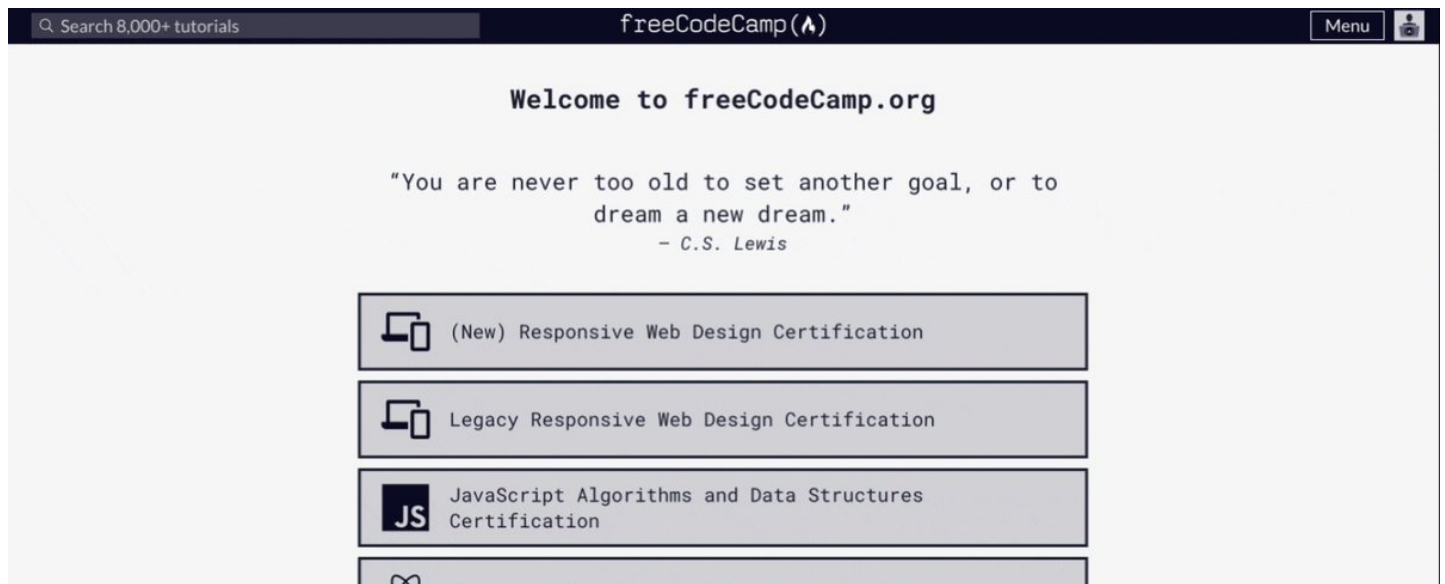 Search 8,000+ tutorials
freeCodeCamp(🔥)
Menu
Welcome to freeCodeCamp.org
“You are never too old to set another goal, or to
dream a new dream.”
— C.S. Lewis
(New) Responsive Web Design Certification
Legacy Responsive Web Design Certification
JS
JavaScript Algorithms and Data Structures
Certification